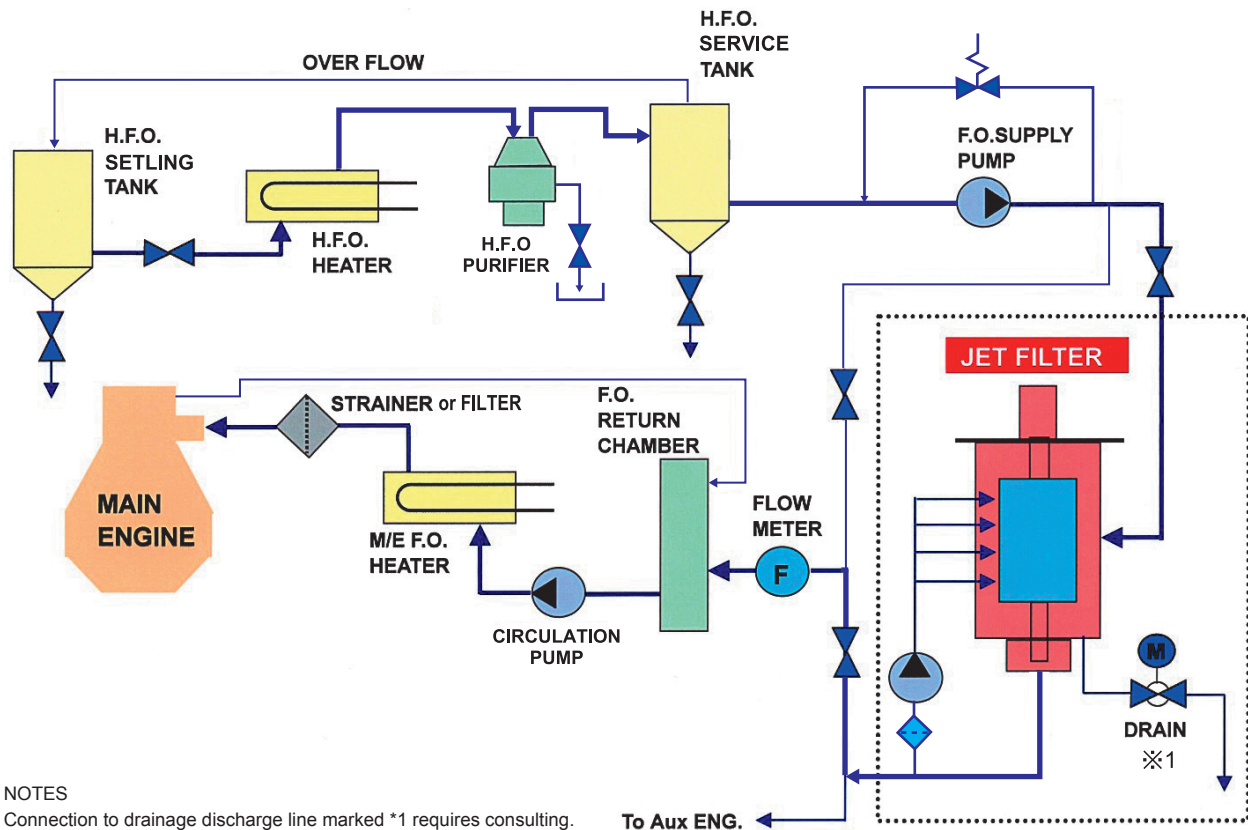 H.F.O.
SERVICE
TANK
OVER FLOW
H.F.O.
SETLING
TANK
F.O.SUPPLY
PUMP
H.F.O.
HEATER
H.F.O
PURIFIER
JET FILTER
STRAINER or FILTER
F.O.
RETURN
CHAMBER
MAIN
ENGINE
M/E F.O.
HEATER
FLOW
METER
F
CIRCULATION
PUMP
M
DRAIN
※1
NOTES
Connection to drainage discharge line marked *1 requires consulting.
To Aux ENG.